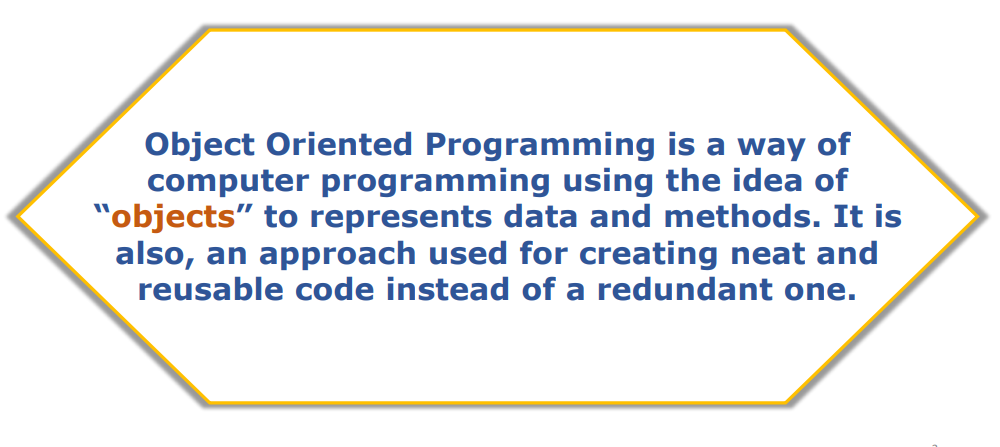 Object Oriented Programming is a way of
computer programming using the idea of
“objects” to represents data and methods. It is
also, an approach used for creating neat and
reusable code instead of a redundant one.